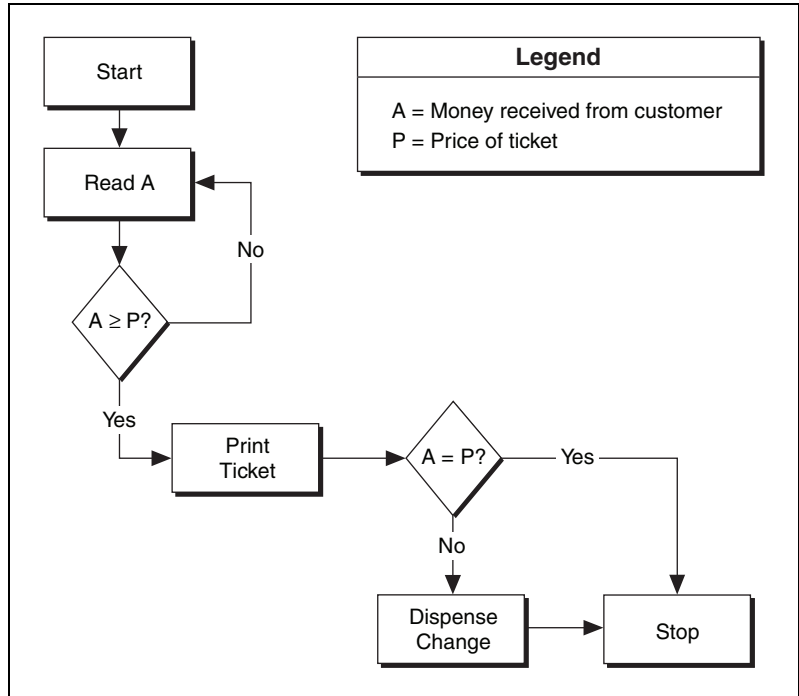 Start
Legend
A = Money received from customer
P = Price of ticket
Read A
No
A ≥ P?
Yes
Print
Ticket
A = P?
Yes
No
Dispense
Change
Stop